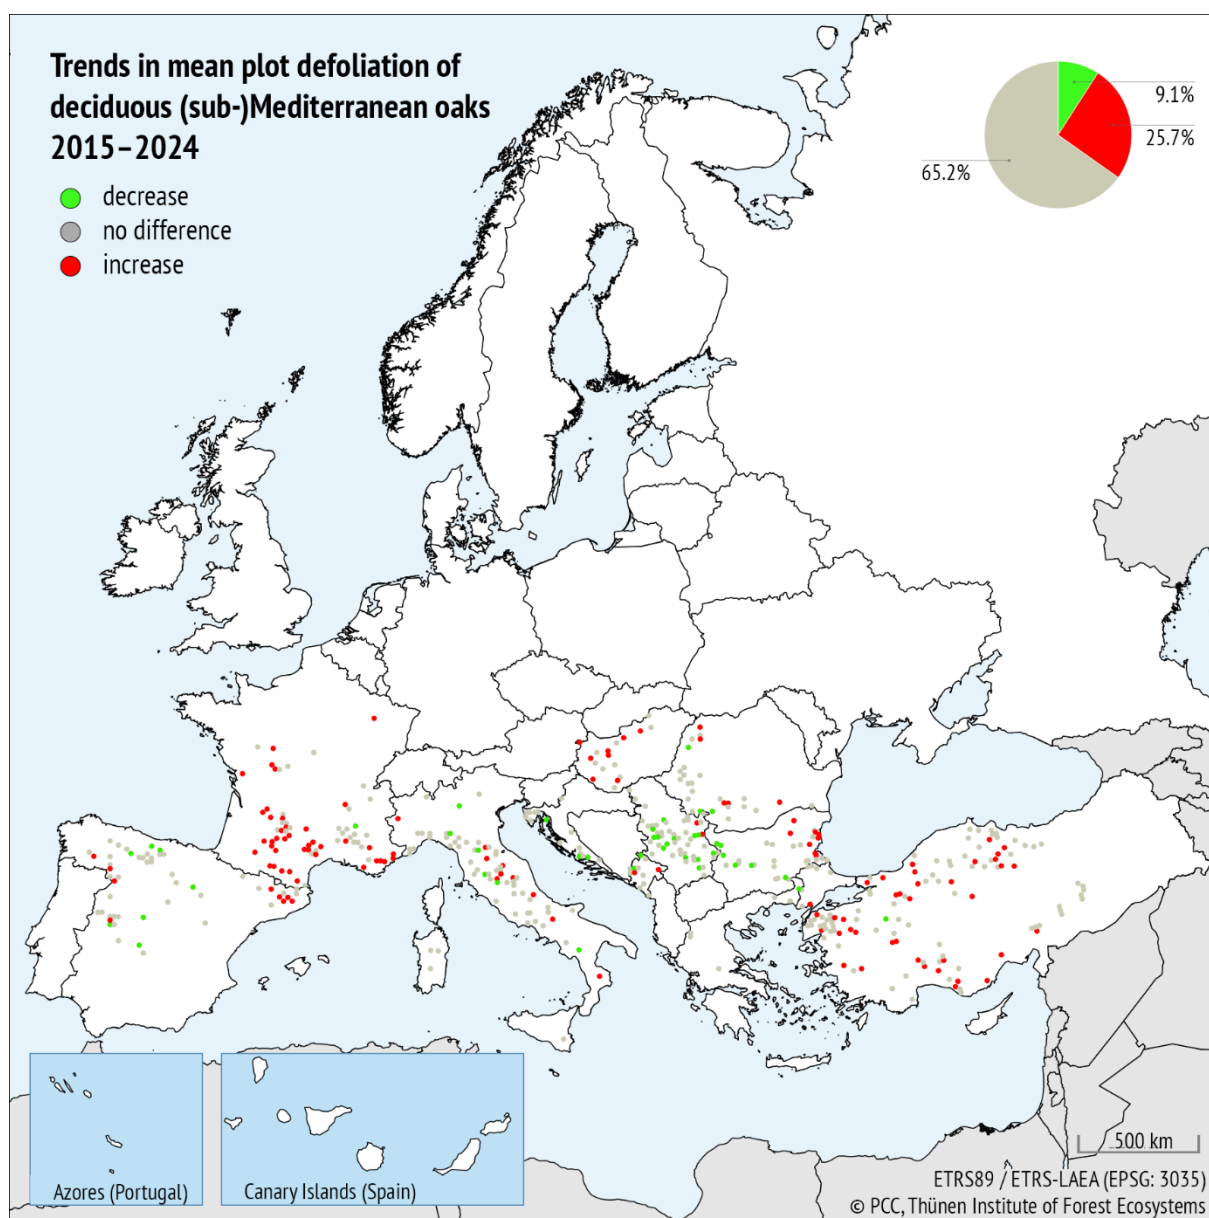 Trends in mean plot defoliation of
deciduous (sub-)Mediterranean oaks
2015–2024
decrease
no difference
increase
9.1%
25.7%
65.2%
Azores (Portugal)
Canary Islands (Spain)
500 km
ETRS89 / ETRS-LAEA (EPSG: 3035)
© PCC, Thünen Institute of Forest Ecosystems